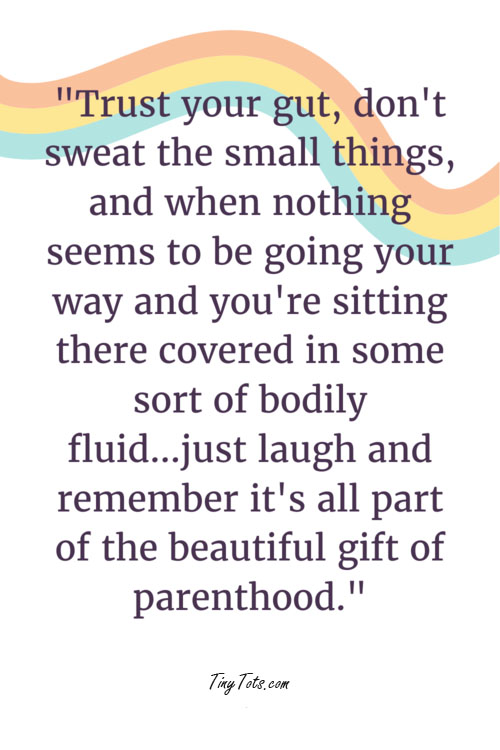 "Trust your gut, don't
sweat the small things,
and when nothing
seems to be going your
way and you're sitting
there covered in some
sort of bodily
fluid...just laugh and
remember it's all part
of the beautiful gift of
parenthood."
TinyTots.com